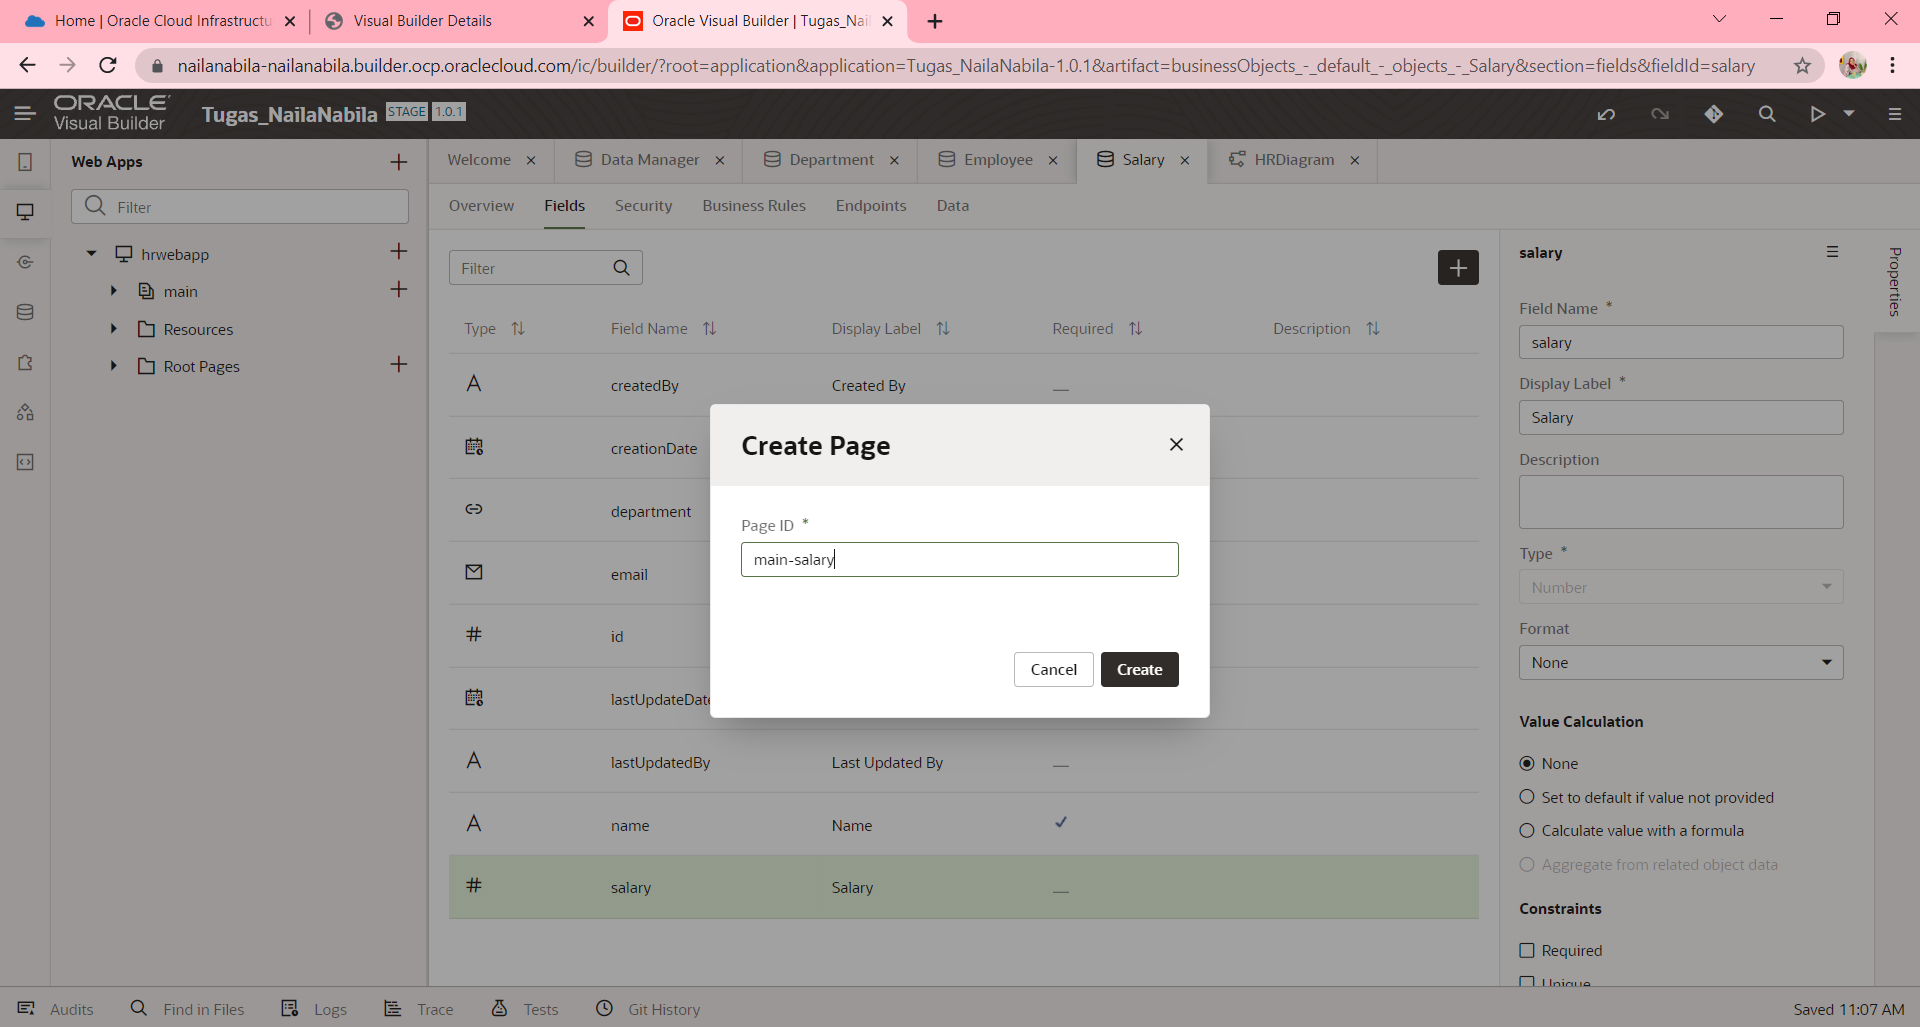 Home | Oracle Cloud Infrastructu
Visual Builder Details
Oracle Visual Builder | Tugas_Nail
nailanabila-nailanabila.builder.ocp.oraclecloud.com/ic/builder/?root=application&application=Tugas_NailaNabila-1.0.1&artifact=businessObjects_-_default_-_objects_-_Salary&section=fields&fieldId=salary
ORACLE
Visual Builder
Tugas_NailaNabila STAGE 1.0.1
Web Apps
Filter
hrwebapp
main
Resources
Root Pages
Welcome
Data Manager
Department
Employee
Salary
HRDiagram
Overview
Fields
Security
Business Rules
Endpoints
Data
Filter
Type
Field Name
Display Label
Required
Description
createdBy
Created By
creationDate
department
email
id
lastUpdateDate
lastUpdatedBy
Last Updated By
name
Name
salary
Salary
Create Page
Page ID *
main-salary
Cancel
Create
salary
Properties
Field Name *
salary
Display Label *
Salary
Description
Type *
Number
Format
None
Value Calculation
None
Set to default if value not provided
Calculate value with a formula
Aggregate from related object data
Constraints
Required
Unique
Audits
Find in Files
Logs
Trace
Tests
Git History
Saved 11:07 AM